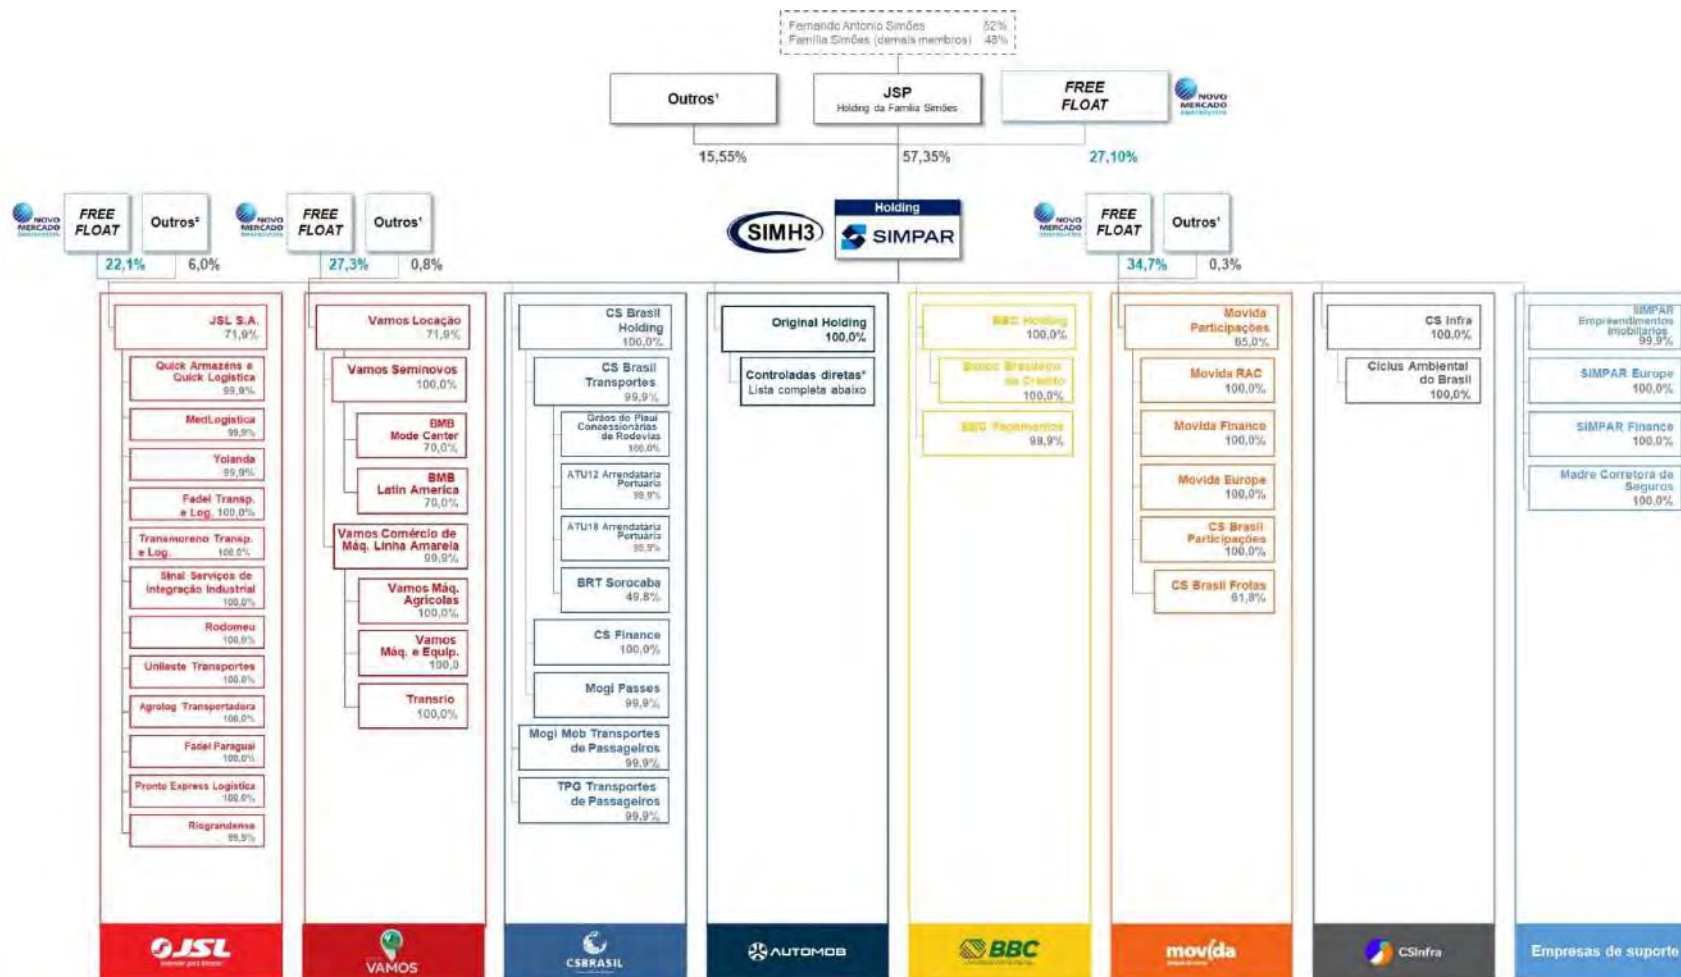 Fernando Antonio Simões 52%
Família Simões (demais membros) 48%
Outros¹
JSP
Holding da Família Simões
FREE
FLOAT
NOVO
MERCADO
15,55%
57,35%
27,10%
NOVO
MERCADO
FREE
FLOAT
Outros²
22,1%
6,0%
NOVO
MERCADO
FREE
FLOAT
Outros¹
27,3%
0,8%
SIMH3
Holding
SIMPAR
NOVO
MERCADO
FREE
FLOAT
Outros¹
34,7%
0,3%
JSL S.A.
71,9%
Quick Armazéns e
Quick Logística
99,9%
MedLogística
99,9%
Yolanda
99,9%
Fadel Transp.
e Log. 100,0%
Transmoreno Transp.
e Log. 100,0%
Sinal Serviços de
Integração Industrial
100,0%
Rodomeu
100,0%
Unileste Transportes
100,0%
Agrolog Transportadora
100,0%
Fadel Paraguai
100,0%
Pronto Express Logística
100,0%
Riograndense
99,9%
JSL
Vamos Locação
71,9%
Vamos Seminovos
100,0%
BMB
Mode Center
70,0%
BMB
Latin America
70,0%
Vamos Comércio de
Máq. Linha Amarela
99,9%
Vamos Máq.
Agrícolas
100,0%
Vamos
Máq. e Equip.
100,0
Transrio
100,0%
VAMOS
CS Brasil
Holding
100,0%
CS Brasil
Transportes
99,9%
Grãos do Piauí
Concessionárias
de Rodovias
100,0%
ATU12 Arrendatária
Portuária
99,9%
ATU18 Arrendatária
Portuária
99,9%
BRT Sorocaba
49,8%
CS Finance
100,0%
Mogi Passes
99,9%
Mogi Mob Transportes
de Passageiros
99,9%
TPG Transportes
de Passageiros
99,9%
CSBRASIL
Original Holding
100,0%
Controladas diretas*
Lista completa abaixo
AUTOMOB
BBC Holding
100,0%
Banco Brasileiro
de Crédito
100,0%
BBC Pagamentos
99,9%
BBC
Movida
Participações
65,0%
Movida RAC
100,0%
Movida Finance
100,0%
Movida Europe
100,0%
CS Brasil
Participações
100,0%
CS Brasil Frotas
61,8%
movida
CS Infra
100,0%
Ciclus Ambiental
do Brasil
100,0%
CSInfra
SIMPAR
Empreendimentos
Imobiliários
99,9%
SIMPAR Europe
100,0%
SIMPAR Finance
100,0%
Madre Corretora de
Seguros
100,0%
Empresas de suporte